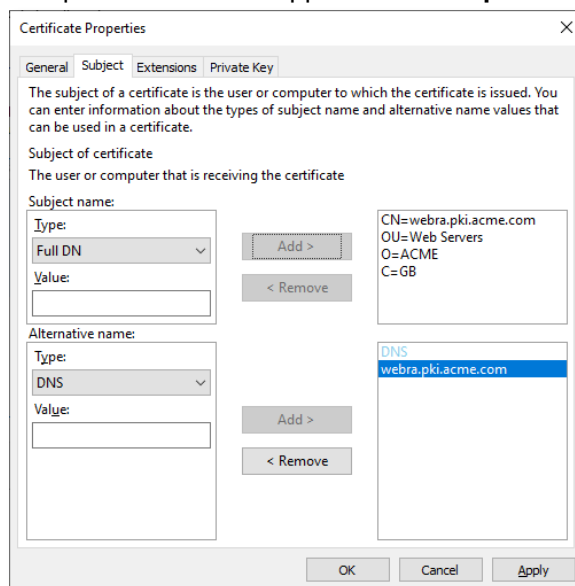 Certificate Properties
General Subject Extensions Private Key
The subject of a certificate is the user or computer to which the certificate is issued. You
can enter information about the types of subject name and alternative name values that
can be used in a certificate.
Subject of certificate
The user or computer that is receiving the certificate
Subject name:
Type:
Full DN
Value:
Add >
< Remove
CN=webra.pki.acme.com
OU=Web Servers
O=ACME
C=GB
Alternative name:
Type:
DNS
Value:
Add >
< Remove
DNS
webra.pki.acme.com
OK Cancel Apply